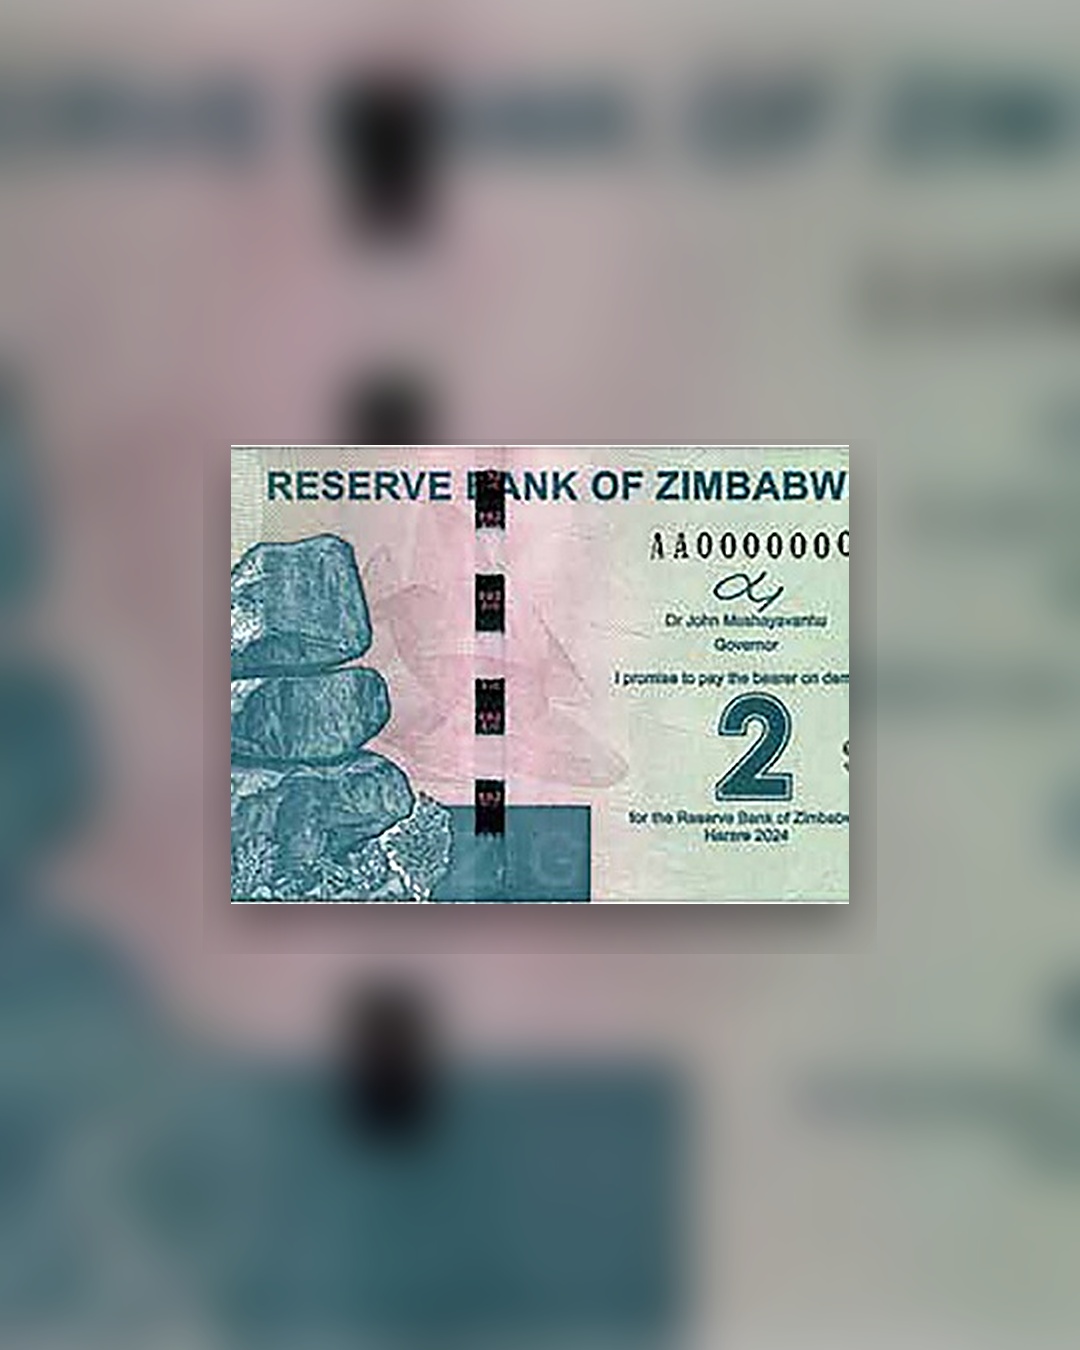 RESERVE BANK OF ZIMBABW
AA0000000
Dr John Mushayavanhu
Governor
I promise to pay the bearer on dem
2
for the Reserve Bank of Zimbabw
Harare 2024